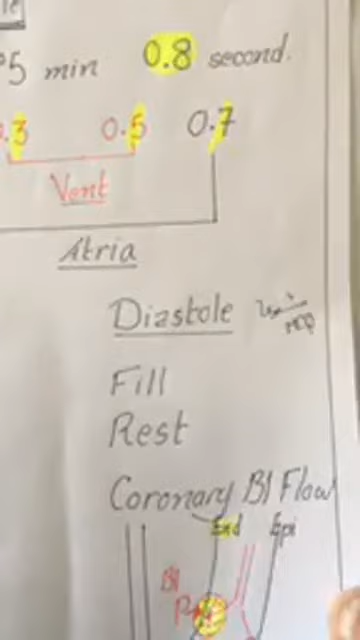 5 min 0.8 second.
.3 0.5 0.7
Vent
Atria
Diastole
Fill
Rest
Coronary Bl Flow
End Epi
Bl